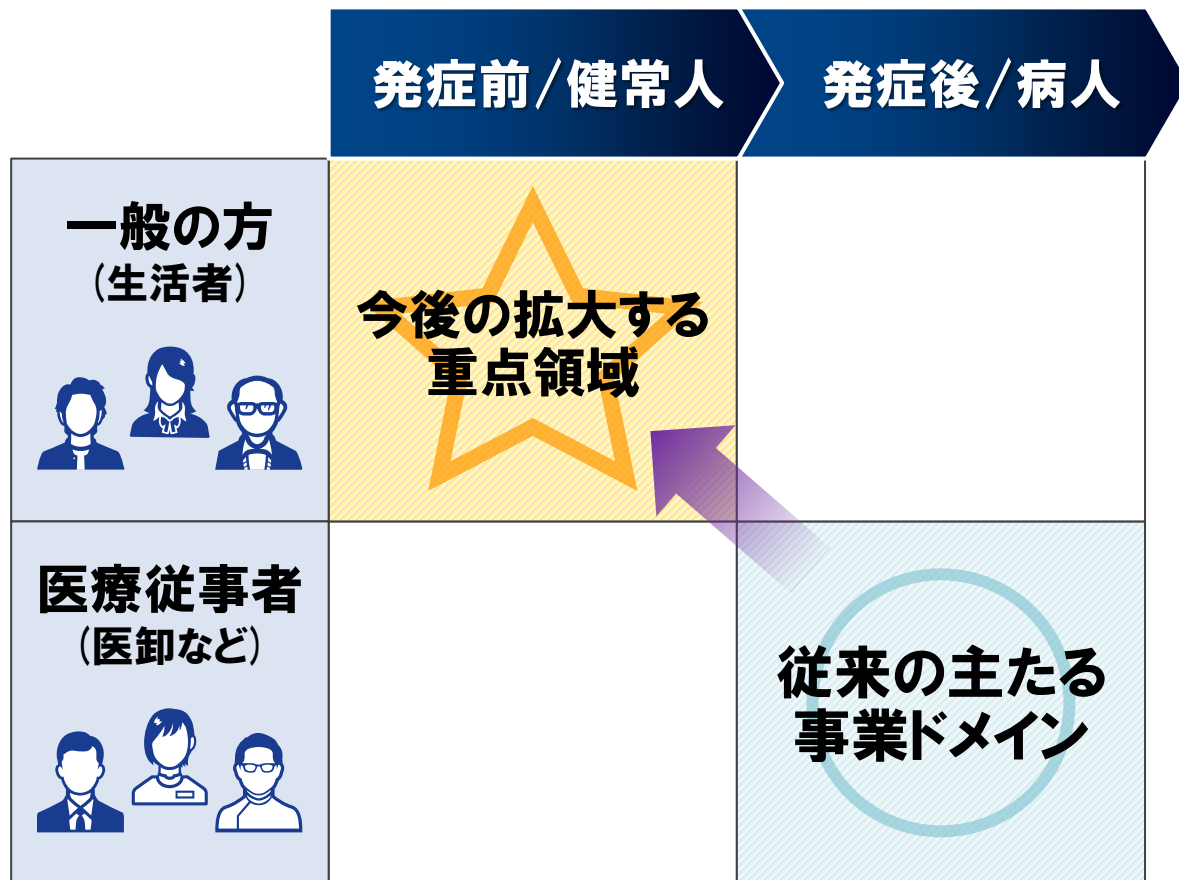 発症前/健常人
発症後/病人
一般の方
(生活者)
今後の拡大する
重点領域
医療従事者
(医卸など)
従来の主たる
事業ドメイン